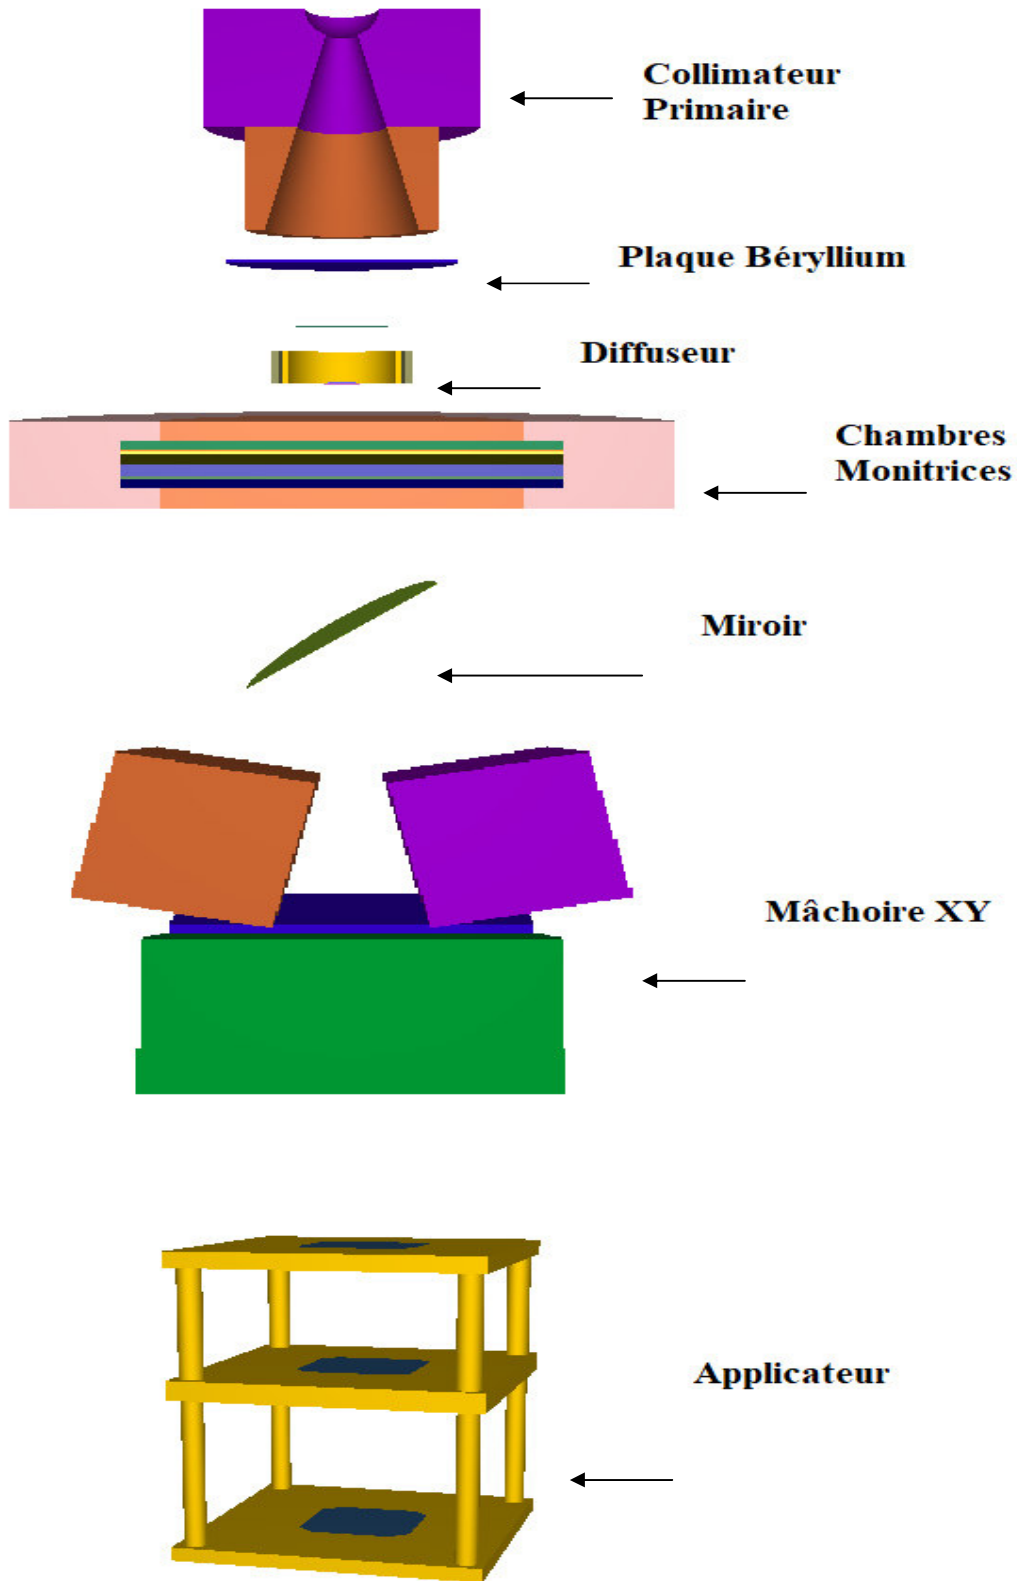 Collimateur
Primaire
Plaque Béryllium
Diffuseur
Chambres
Monitrices
Miroir
Mâchoire XY
Applicateur